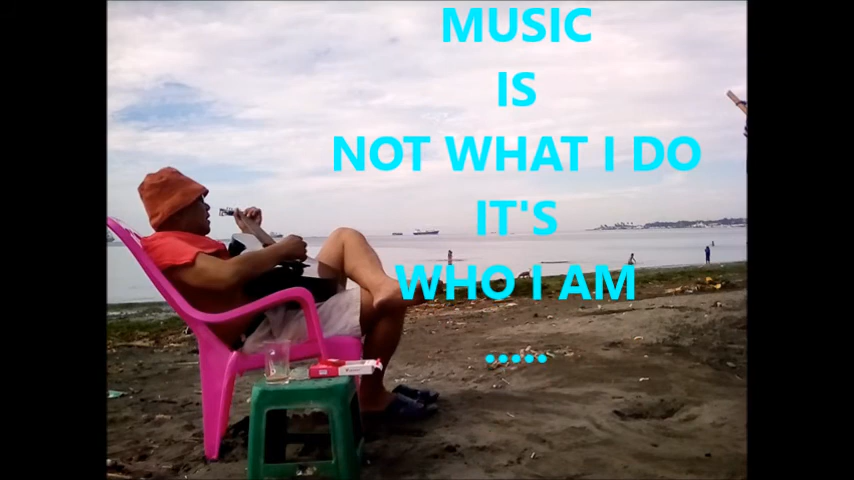 MUSIC
IS
NOT WHAT I DO
IT'S
WHO I AM
.....